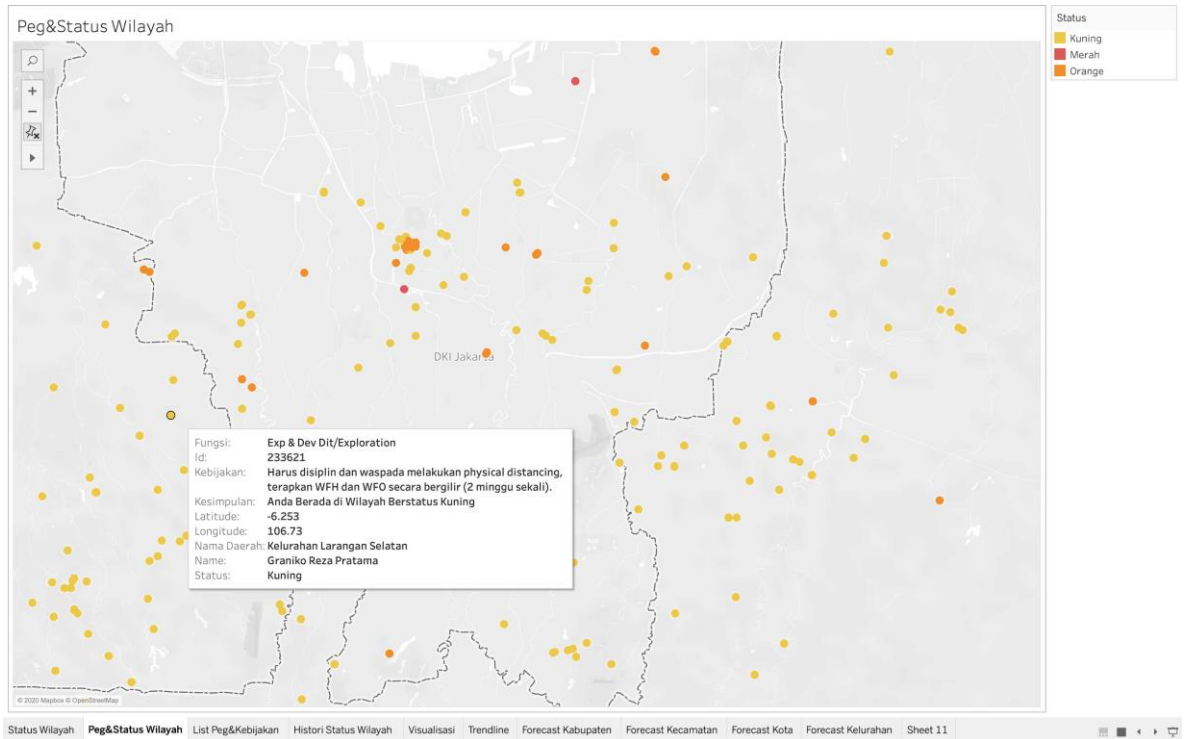 Peg&Status Wilayah
Status
Kuning
Merah
Orange
DKI Jakarta
Fungsi: Exp & Dev Dit/Exploration
Id: 233621
Kebijakan: Harus disiplin dan waspada melakukan physical distancing,
terapkan WFH dan WFO secara bergilir (2 minggu sekali).
Kesimpulan: Anda Berada di Wilayah Berstatus Kuning
Latitude: -6.253
Longitude: 106.73
Nama Daerah: Kelurahan Larangan Selatan
Name: Graniko Reza Pratama
Status: Kuning
© 2020 Mapbox © OpenStreetMap
Status Wilayah Peg&Status Wilayah List Peg&Kebijakan Histori Status Wilayah Visualisasi Trendline Forecast Kabupaten Forecast Kecamatan Forecast Kota Forecast Kelurahan Sheet 11